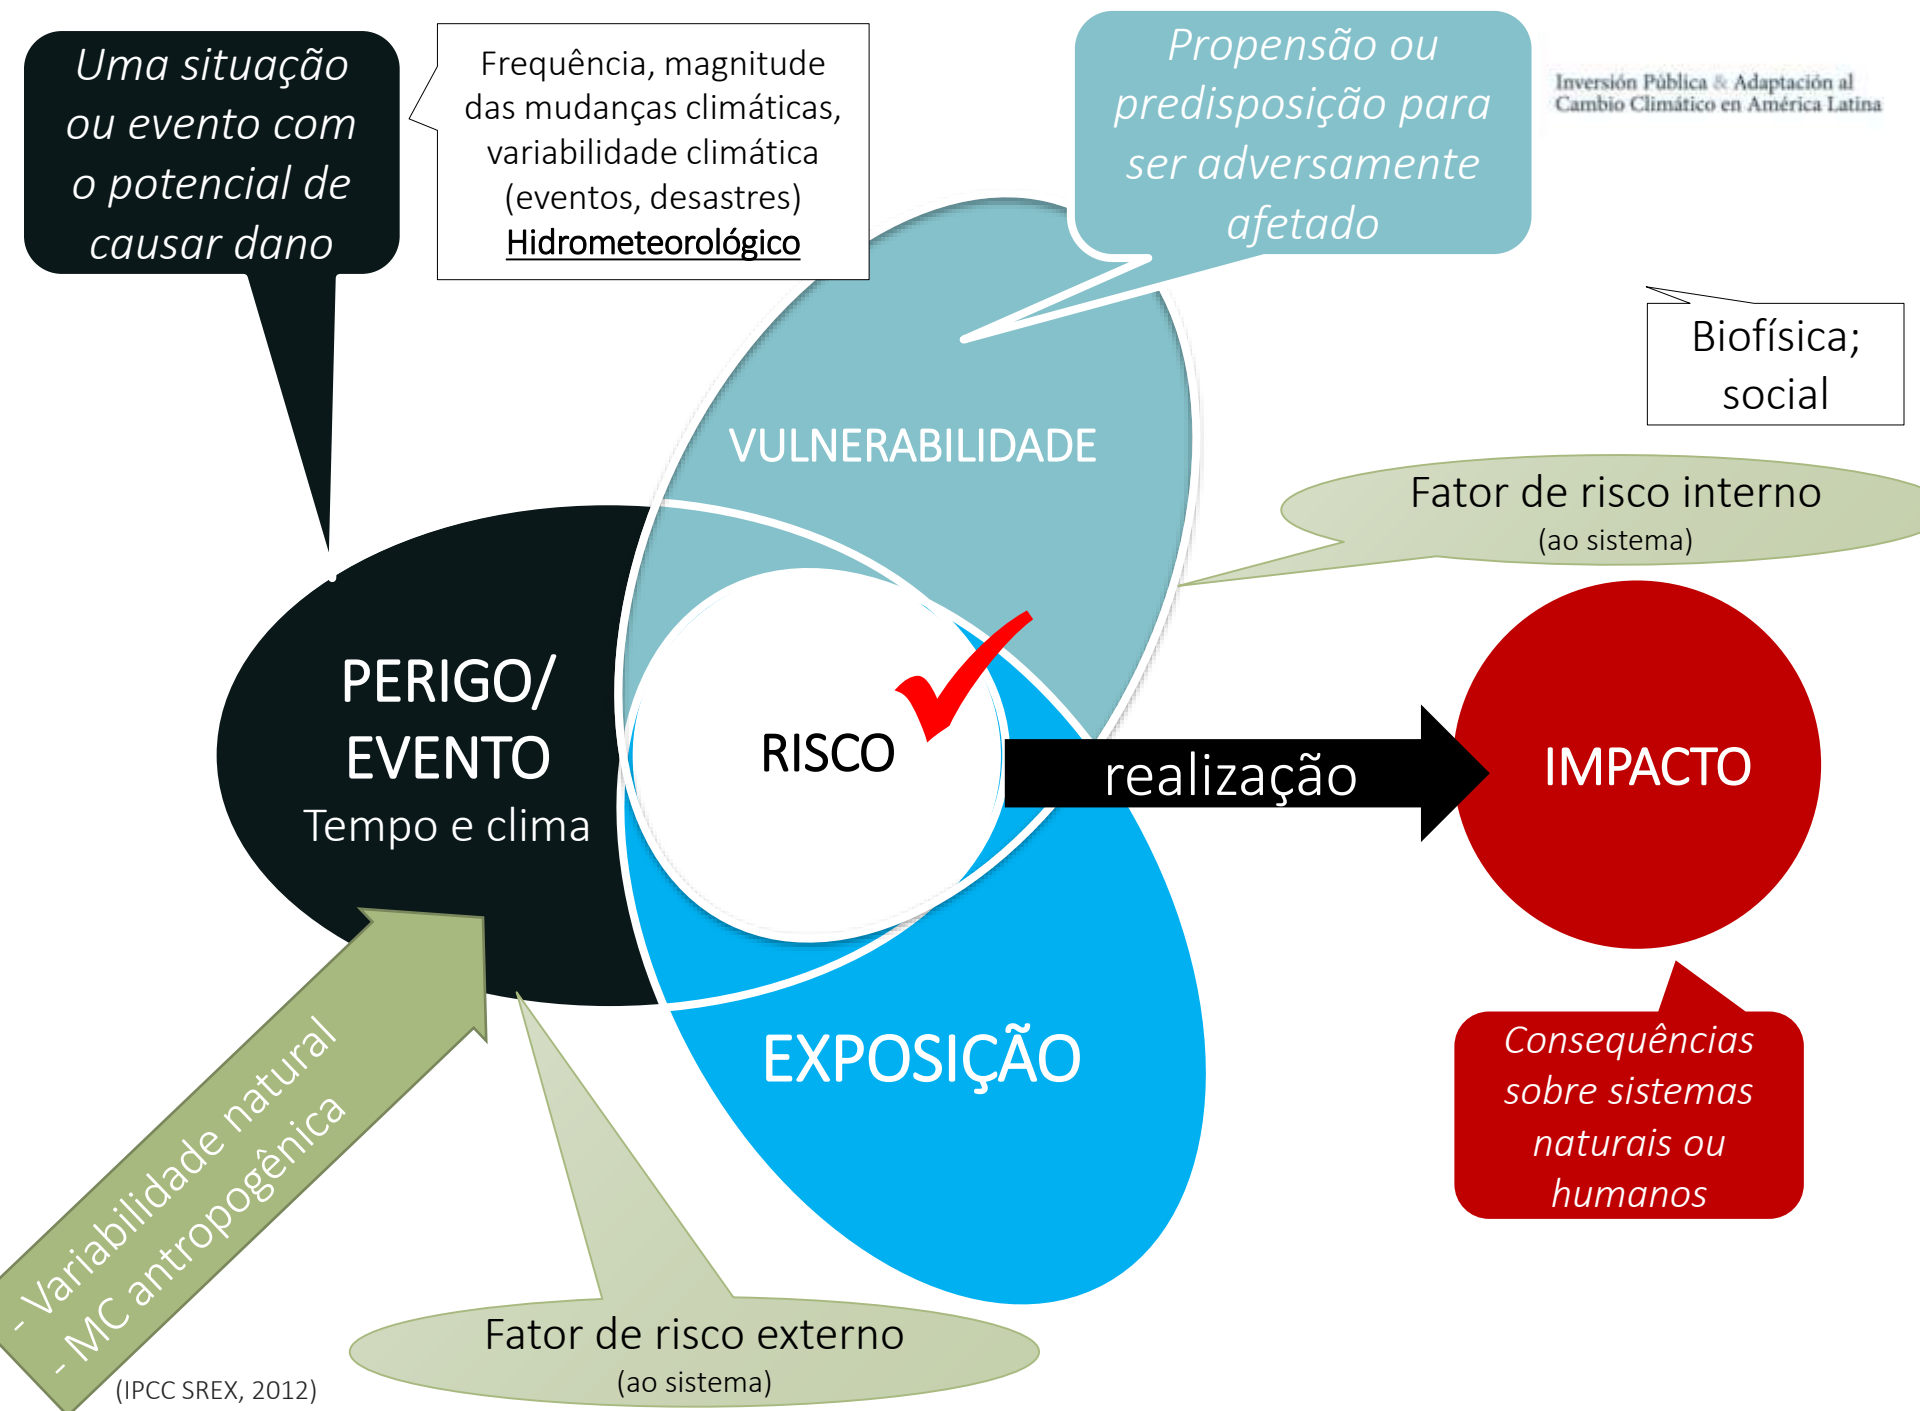 Uma situação
ou evento com
o potencial de
causar dano
Frequência, magnitude
das mudanças climáticas,
variabilidade climática
(eventos, desastres)
Hidrometeorológico
Propensão ou
predisposição para
ser adversamente
afetado
Inversión Pública & Adaptación al
Cambio Climático en América Latina
Biofísica;
social
VULNERABILIDADE
Fator de risco interno
(ao sistema)
PERIGO/
EVENTO
Tempo e clima
RISCO
realização
IMPACTO
EXPOSIÇÃO
Consequências
sobre sistemas
naturais ou
humanos
- Variabilidade natural
- MC antropogênica
Fator de risco externo
(ao sistema)
(IPCC SREX, 2012)